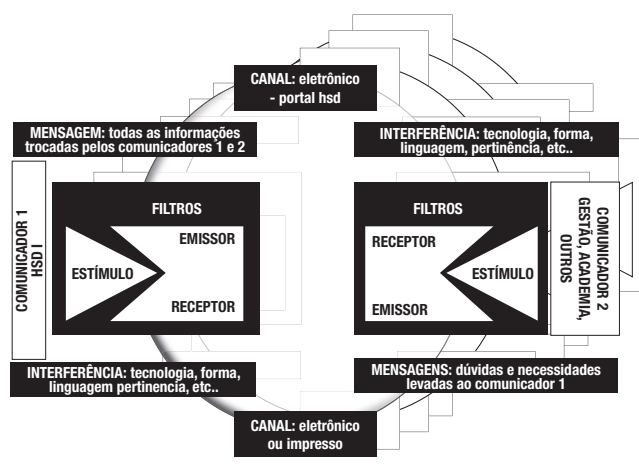 CANAL: eletrônico
- portal hsd
MENSAGEM: todas as informações
trocadas pelos comunicadores 1 e 2
INTERFERÊNCIA: tecnologia, forma,
linguagem, pertinência, etc..
COMUNICADOR 1
HSD I
FILTROS
EMISSOR
ESTÍMULO
RECEPTOR
FILTROS
RECEPTOR
ESTÍMULO
EMISSOR
COMUNICADOR 2
GESTÃO, ACADEMIA,
OUTROS
INTERFERÊNCIA: tecnologia, forma,
linguagem pertinencia, etc..
MENSAGENS: dúvidas e necessidades
levadas ao comunicador 1
CANAL: eletrônico
ou impresso